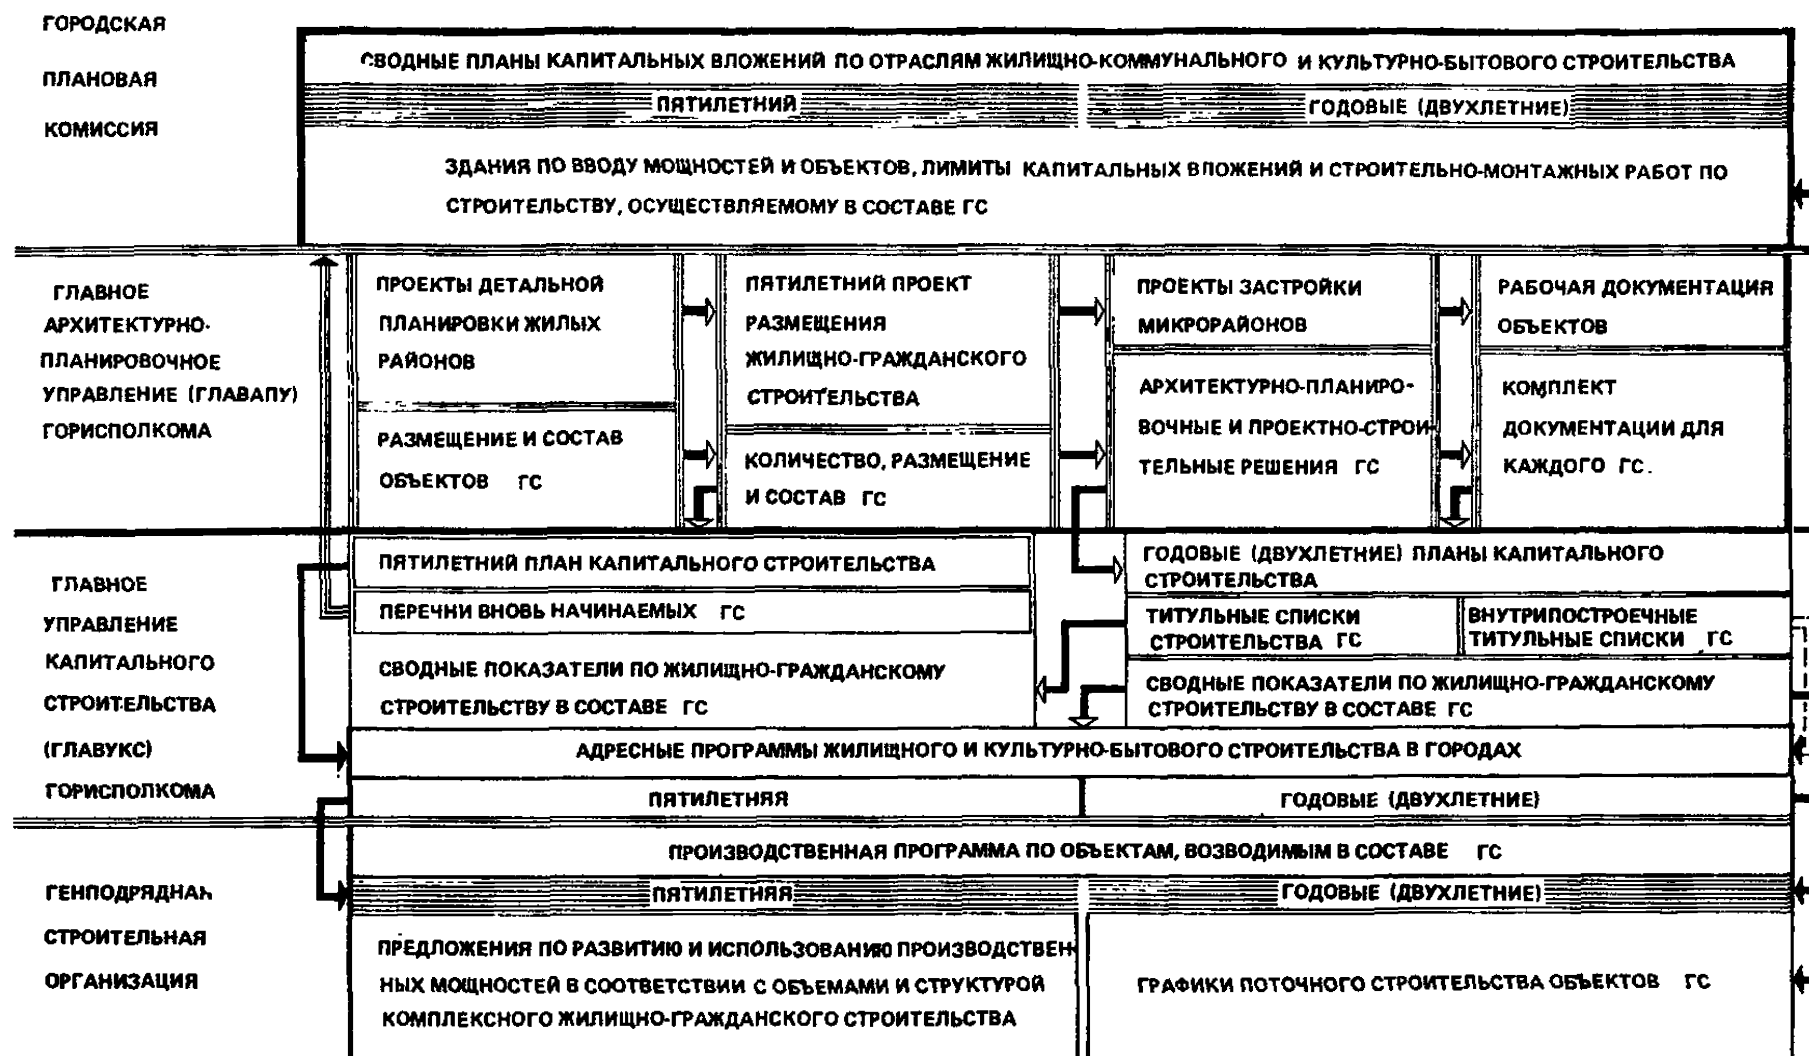 ГОРОДСКАЯ
ПЛАНОВАЯ
КОМИССИЯ
СВОДНЫЕ ПЛАНЫ КАПИТАЛЬНЫХ ВЛОЖЕНИЙ ПО ОТРАСЛЯМ ЖИЛИЩНО-КОММУНАЛЬНОГО И КУЛЬТУРНО-БЫТОВОГО СТРОИТЕЛЬСТВА
ПЯТИЛЕТНИЙ
ГОДОВЫЕ (ДВУХЛЕТНИЕ)
ЗДАНИЯ ПО ВВОДУ МОЩНОСТЕЙ И ОБЪЕКТОВ, ЛИМИТЫ КАПИТАЛЬНЫХ ВЛОЖЕНИЙ И СТРОИТЕЛЬНО-МОНТАЖНЫХ РАБОТ ПО
СТРОИТЕЛЬСТВУ, ОСУЩЕСТВЛЯЕМОМУ В СОСТАВЕ ГС
ГЛАВНОЕ
АРХИТЕКТУРНО-
ПЛАНИРОВОЧНОЕ
УПРАВЛЕНИЕ (ГЛАВАПУ)
ГОРИСПОЛКОМА
ПРОЕКТЫ ДЕТАЛЬНОЙ
ПЛАНИРОВКИ ЖИЛЫХ
РАЙОНОВ
РАЗМЕЩЕНИЕ И СОСТАВ
ОБЪЕКТОВ ГС
ПЯТИЛЕТНИЙ ПРОЕКТ
РАЗМЕЩЕНИЯ
ЖИЛИЩНО-ГРАЖДАНСКОГО
СТРОИТЕЛЬСТВА
КОЛИЧЕСТВО, РАЗМЕЩЕНИЕ
И СОСТАВ ГС
ПРОЕКТЫ ЗАСТРОЙКИ
МИКРОРАЙОНОВ
АРХИТЕКТУРНО-ПЛАНИРО-
ВОЧНЫЕ И ПРОЕКТНО-СТРОИ-
ТЕЛЬНЫЕ РЕШЕНИЯ ГС
РАБОЧАЯ ДОКУМЕНТАЦИЯ
ОБЪЕКТОВ
КОМПЛЕКТ
ДОКУМЕНТАЦИИ ДЛЯ
КАЖДОГО ГС.
ГЛАВНОЕ
УПРАВЛЕНИЕ
КАПИТАЛЬНОГО
СТРОИТЕЛЬСТВА
(ГЛАВУКС)
ГОРИСПОЛКОМА
ПЯТИЛЕТНИЙ ПЛАН КАПИТАЛЬНОГО СТРОИТЕЛЬСТВА
ПЕРЕЧНИ ВНОВЬ НАЧИНАЕМЫХ ГС
СВОДНЫЕ ПОКАЗАТЕЛИ ПО ЖИЛИЩНО-ГРАЖДАНСКОМУ
СТРОИТЕЛЬСТВУ В СОСТАВЕ ГС
ГОДОВЫЕ (ДВУХЛЕТНИЕ) ПЛАНЫ КАПИТАЛЬНОГО
СТРОИТЕЛЬСТВА
ТИТУЛЬНЫЕ СПИСКИ
СТРОИТЕЛЬСТВА ГС
ВНУТРИПОСТРОЕЧНЫЕ
ТИТУЛЬНЫЕ СПИСКИ ГС
СВОДНЫЕ ПОКАЗАТЕЛИ ПО ЖИЛИЩНО-ГРАЖДАНСКОМУ
СТРОИТЕЛЬСТВУ В СОСТАВЕ ГС
АДРЕСНЫЕ ПРОГРАММЫ ЖИЛИЩНОГО И КУЛЬТУРНО-БЫТОВОГО СТРОИТЕЛЬСТВА В ГОРОДАХ
ПЯТИЛЕТНЯЯ
ГОДОВЫЕ (ДВУХЛЕТНИЕ)
ГЕНПОДРЯДНАЯ
СТРОИТЕЛЬНАЯ
ОРГАНИЗАЦИЯ
ПРОИЗВОДСТВЕННАЯ ПРОГРАММА ПО ОБЪЕКТАМ, ВОЗВОДИМЫМ В СОСТАВЕ ГС
ПЯТИЛЕТНЯЯ
ГОДОВЫЕ (ДВУХЛЕТНИЕ)
ПРЕДЛОЖЕНИЯ ПО РАЗВИТИЮ И ИСПОЛЬЗОВАНИЮ ПРОИЗВОДСТВЕН-
НЫХ МОЩНОСТЕЙ В СООТВЕТСТВИИ С ОБЪЕМАМИ И СТРУКТУРОЙ
КОМПЛЕКСНОГО ЖИЛИЩНО-ГРАЖДАНСКОГО СТРОИТЕЛЬСТВА
ГРАФИКИ ПОТОЧНОГО СТРОИТЕЛЬСТВА ОБЪЕКТОВ ГС